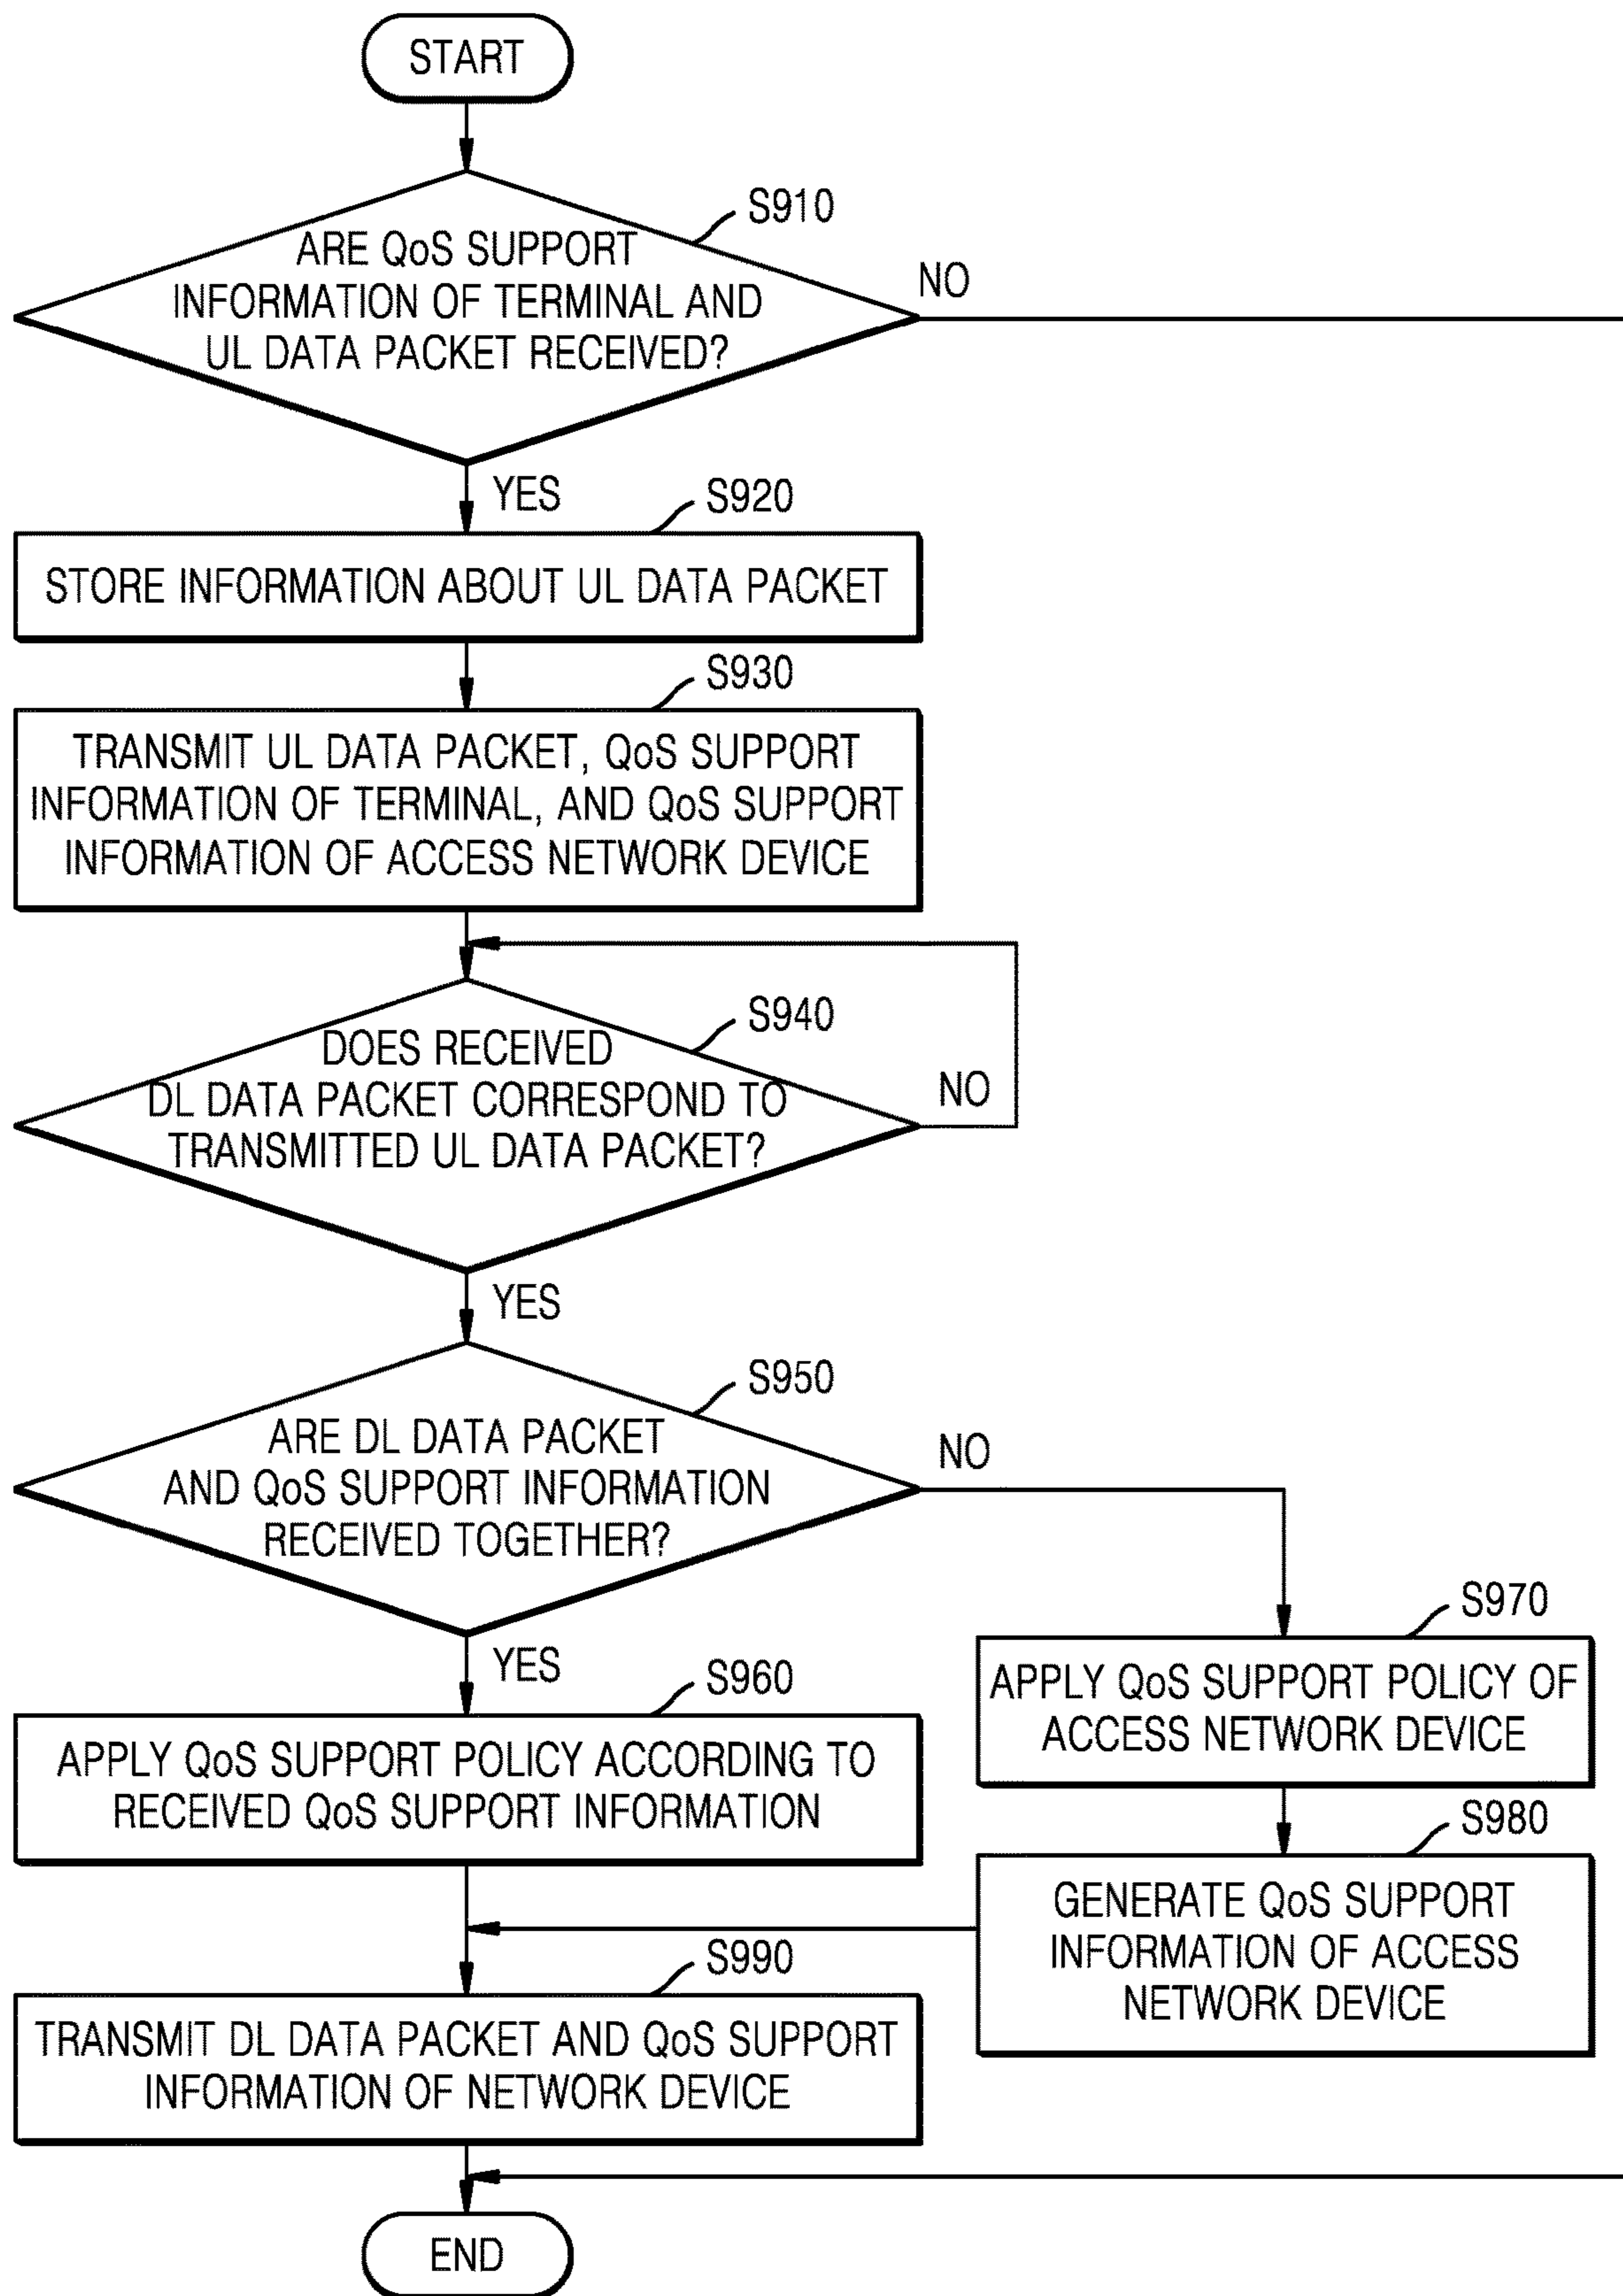 START
S910
ARE QoS SUPPORT
INFORMATION OF TERMINAL AND
UL DATA PACKET RECEIVED?
NO
YES
S920
STORE INFORMATION ABOUT UL DATA PACKET
S930
TRANSMIT UL DATA PACKET, QoS SUPPORT
INFORMATION OF TERMINAL, AND QoS SUPPORT
INFORMATION OF ACCESS NETWORK DEVICE
S940
DOES RECEIVED
DL DATA PACKET CORRESPOND TO
TRANSMITTED UL DATA PACKET?
NO
YES
S950
ARE DL DATA PACKET
AND QoS SUPPORT INFORMATION
RECEIVED TOGETHER?
NO
YES
S960
APPLY QoS SUPPORT POLICY ACCORDING TO
RECEIVED QoS SUPPORT INFORMATION
S970
APPLY QoS SUPPORT POLICY OF
ACCESS NETWORK DEVICE
S980
GENERATE QoS SUPPORT
INFORMATION OF ACCESS
NETWORK DEVICE
S990
TRANSMIT DL DATA PACKET AND QoS SUPPORT
INFORMATION OF NETWORK DEVICE
END